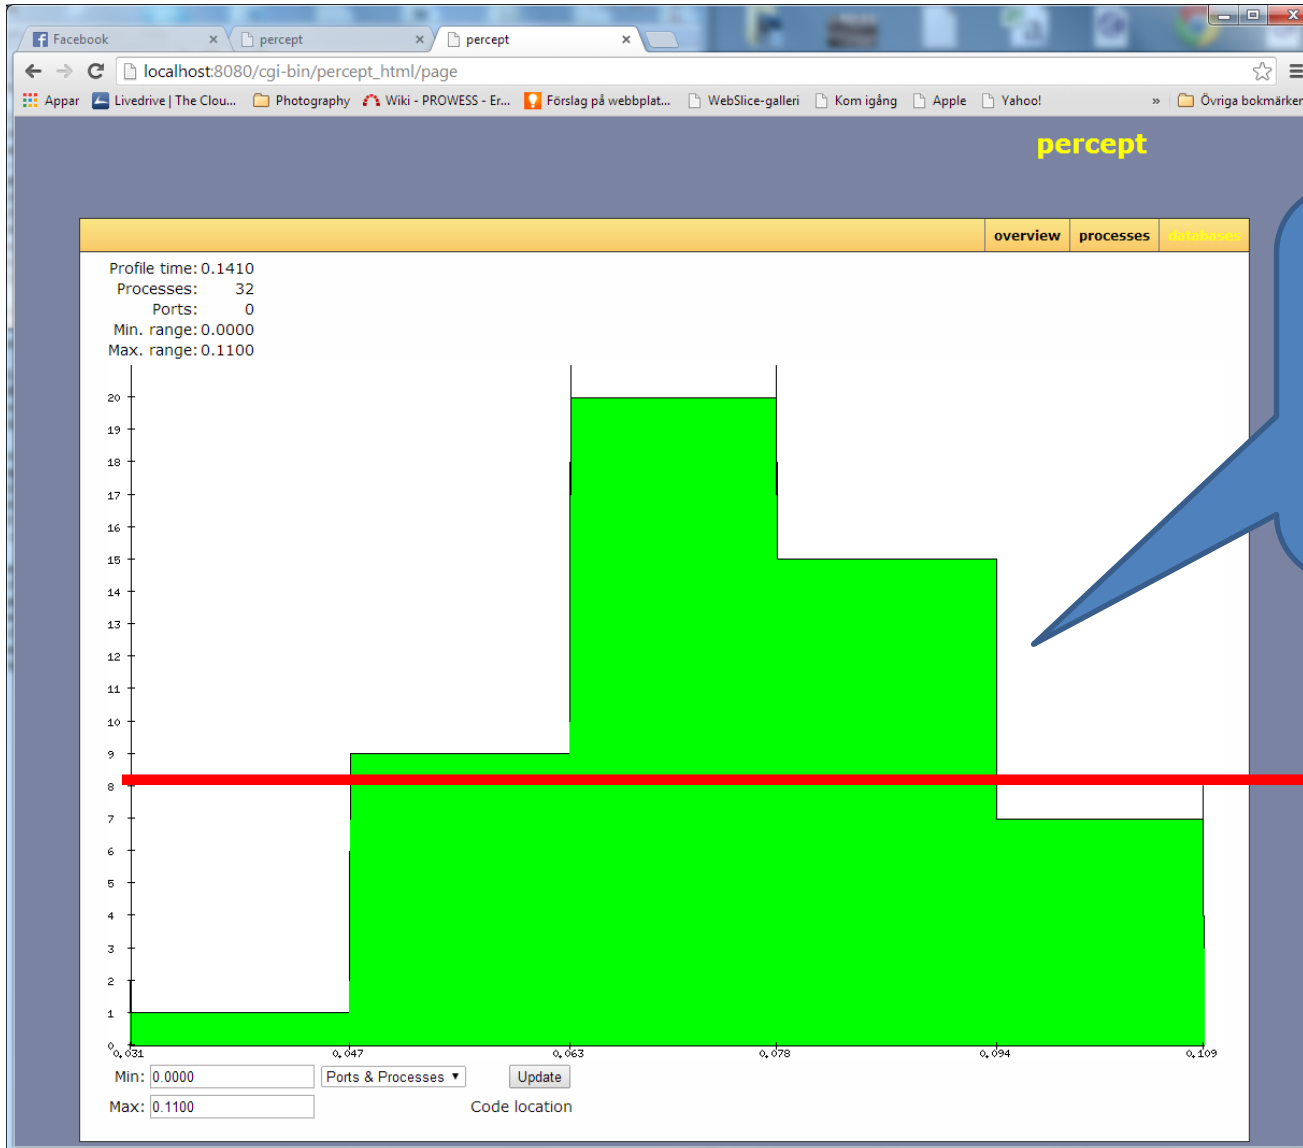 Facebook × percept × percept ×
localhost:8080/cgi-bin/percept_html/page
Appar Livedrive | The Clou... Photography Wiki - PROWESS - Er... Förslag på webbplat... WebSlice-galleri Kom igång Apple Yahoo! » Övriga bokmärken
percept
overview processes databases
Profile time: 0.1410
Processes: 32
Ports: 0
Min. range: 0.0000
Max. range: 0.1100
20
19
18
17
16
15
14
13
12
11
10
9
8
7
6
5
4
3
2
1
0
0.031 0.047 0.063 0.078 0.094 0.109
Min: 0.0000 Ports & Processes Update
Max: 0.1100 Code location